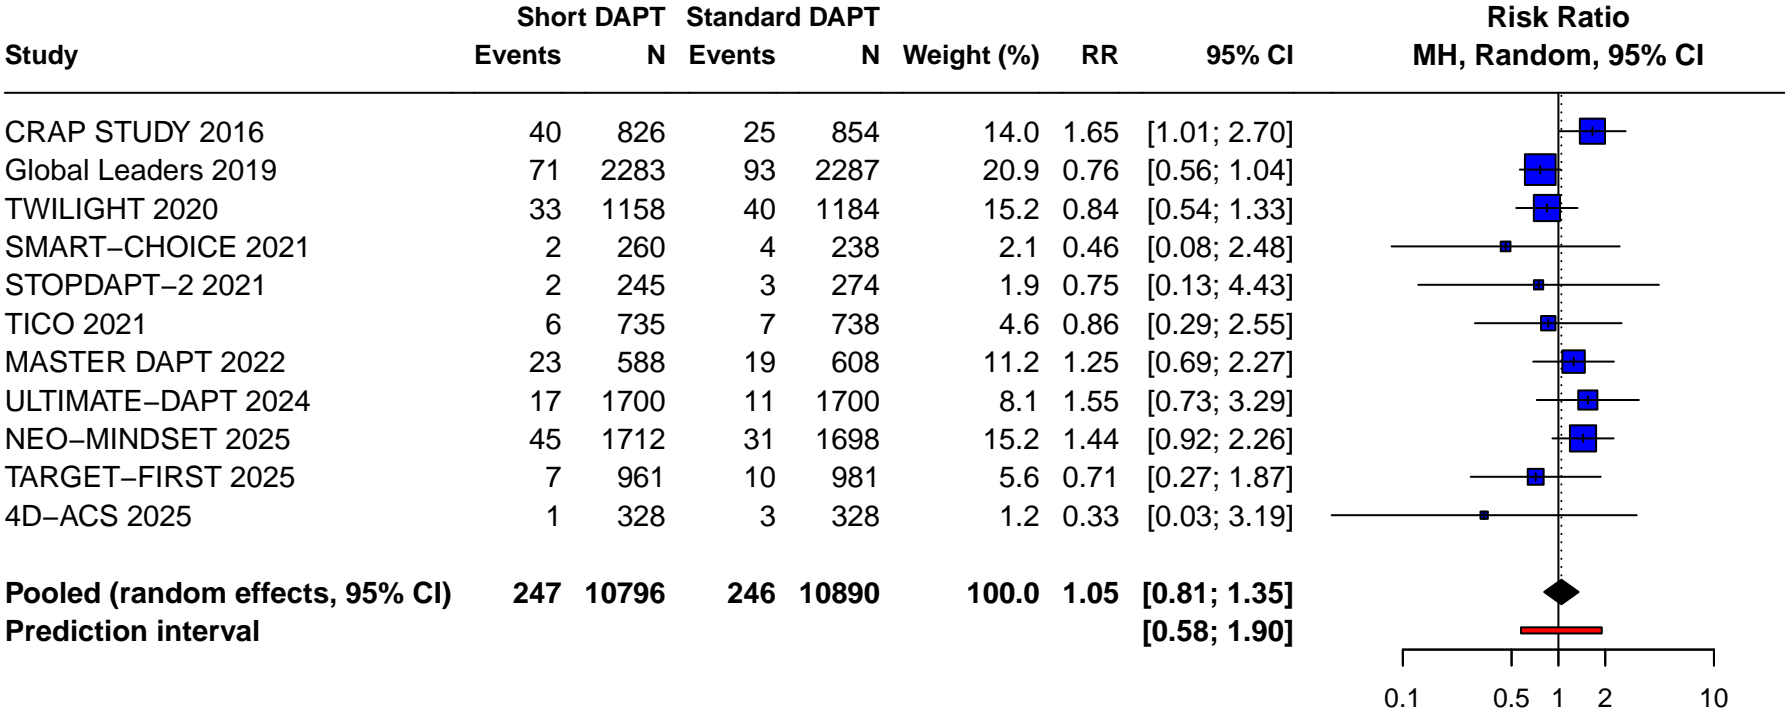 Short DAPT Standard DAPT Risk Ratio
Study Events N Events N Weight (%) RR 95% CI MH, Random, 95% CI
CRAP STUDY 2016 40 826 25 854 14.0 1.65 [1.01; 2.70]
Global Leaders 2019 71 2283 93 2287 20.9 0.76 [0.56; 1.04]
TWILIGHT 2020 33 1158 40 1184 15.2 0.84 [0.54; 1.33]
SMART−CHOICE 2021 2 260 4 238 2.1 0.46 [0.08; 2.48]
STOPDAPT−2 2021 2 245 3 274 1.9 0.75 [0.13; 4.43]
TICO 2021 6 735 7 738 4.6 0.86 [0.29; 2.55]
MASTER DAPT 2022 23 588 19 608 11.2 1.25 [0.69; 2.27]
ULTIMATE−DAPT 2024 17 1700 11 1700 8.1 1.55 [0.73; 3.29]
NEO−MINDSET 2025 45 1712 31 1698 15.2 1.44 [0.92; 2.26]
TARGET−FIRST 2025 7 961 10 981 5.6 0.71 [0.27; 1.87]
4D−ACS 2025 1 328 3 328 1.2 0.33 [0.03; 3.19]
Pooled (random effects, 95% CI) 247 10796 246 10890 100.0 1.05 [0.81; 1.35]
Prediction interval [0.58; 1.90]
0.1 0.5 1 2 10